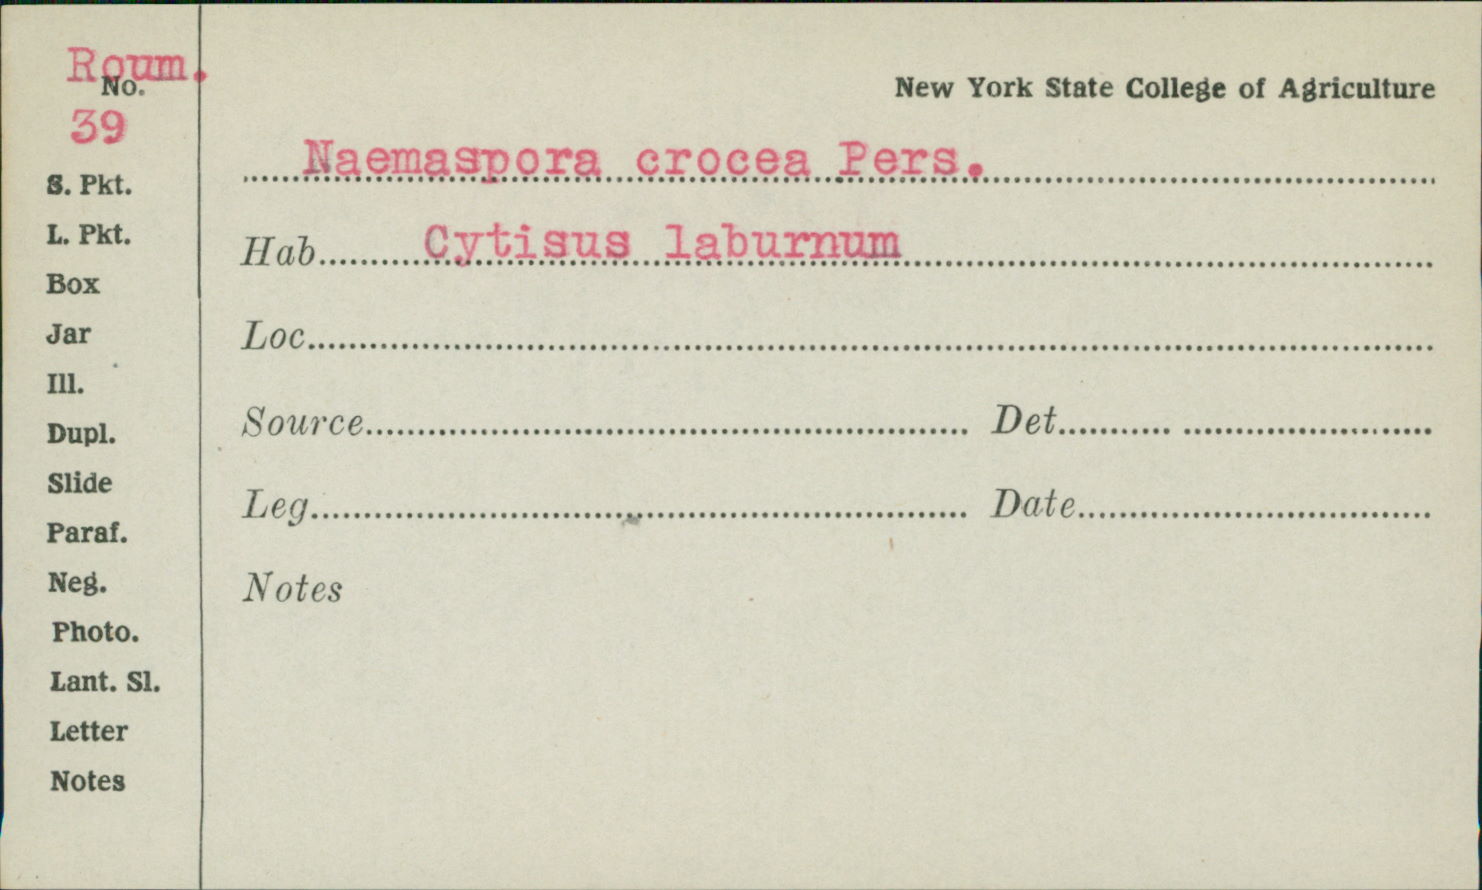 Roum.
No.
39
S. Pkt.
L. Pkt.
Box
Jar
Ill.
Dupl.
Slide
Paraf.
Neg.
Photo.
Lant. Sl.
Letter
Notes
New York State College of Agriculture
Naemaspora crocea Pers.
Hab. Cytisus laburnum
Loc.
Source Det.
Leg. Date
Notes